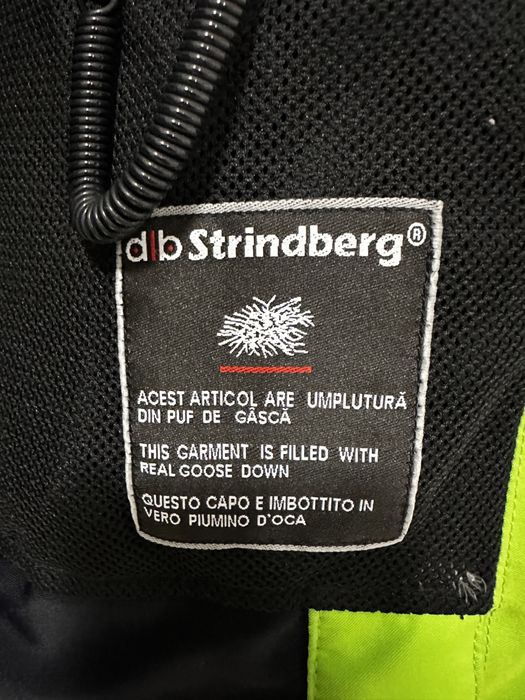 d|b Strindberg®
ACEST ARTICOL ARE UMPLUTURĂ
DIN PUF DE GÂSCĂ
THIS GARMENT IS FILLED WITH
REAL GOOSE DOWN
QUESTO CAPO E IMBOTTITO IN
VERO PIUMINO D'OCA